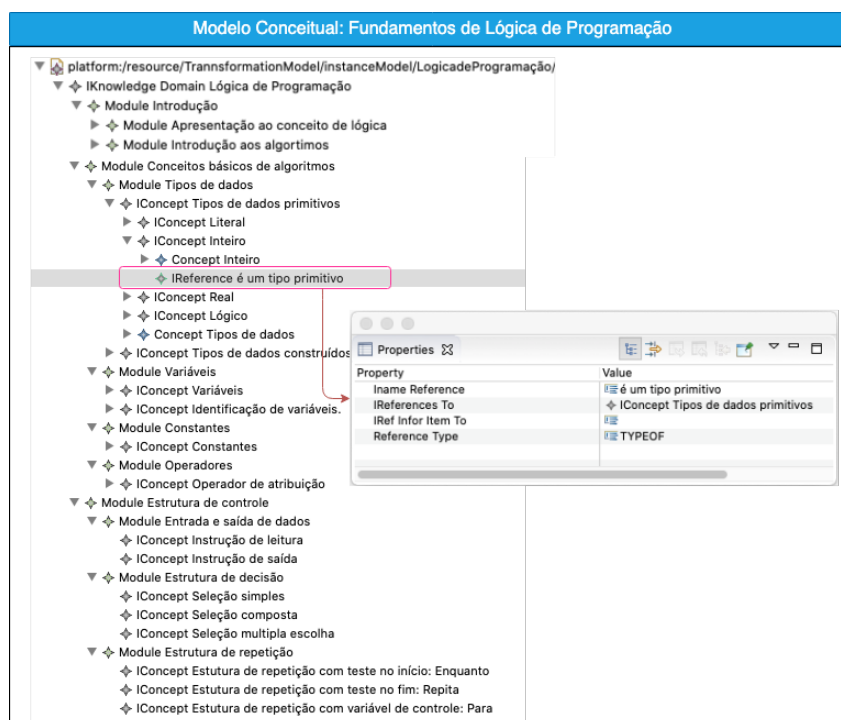 Modelo Conceitual: Fundamentos de Lógica de Programação
platform:/resource/TrannsformationModel/instanceModel/LogicadeProgramação/
IKnowledge Domain Lógica de Programação
Module Introdução
Module Apresentação ao conceito de lógica
Module Introdução aos algortimos
Module Conceitos básicos de algoritmos
Module Tipos de dados
IConcept Tipos de dados primitivos
IConcept Literal
IConcept Inteiro
Concept Inteiro
IReference é um tipo primitivo
IConcept Real
IConcept Lógico
Concept Tipos de dados
IConcept Tipos de dados construídos
Module Variáveis
IConcept Variáveis
IConcept Identificação de variáveis.
Module Constantes
IConcept Constantes
Module Operadores
IConcept Operador de atribuição
Module Estrutura de controle
Module Entrada e saída de dados
IConcept Instrução de leitura
IConcept Instrução de saída
Module Estrutura de decisão
IConcept Seleção simples
IConcept Seleção composta
IConcept Seleção multipla escolha
Module Estrutura de repetição
IConcept Estutura de repetição com teste no início: Enquanto
IConcept Estutura de repetição com teste no fim: Repita
IConcept Estutura de repetição com variável de controle: Para
Properties
Property Value
Iname Reference é um tipo primitivo
IReferences To IConcept Tipos de dados primitivos
IRef Infor Item To
Reference Type TYPEOF